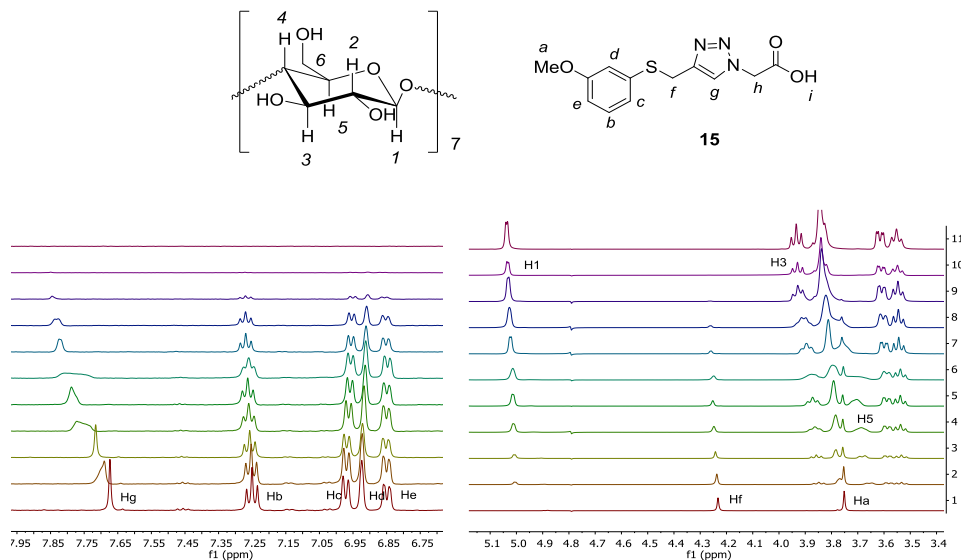 4
H
HO
6
2
H
O
O
HO
H
OH
H
5
H
3
1
7
a
MeO
d
S
e
b
c
f
N
N
N
g
h
O
OH
i
15
H1
H3
H5
Hg
Hb
Hc
Hd
He
Hf
Ha
11
10
9
8
7
6
5
4
3
2
1
7.95 7.85 7.75 7.65 7.55 7.45 7.35 7.25 7.15 7.05 6.95 6.85 6.75
f1 (ppm)
5.1 5.0 4.9 4.8 4.7 4.6 4.5 4.4 4.3 4.2 4.1 4.0 3.9 3.8 3.7 3.6 3.5 3.4
f1 (ppm)